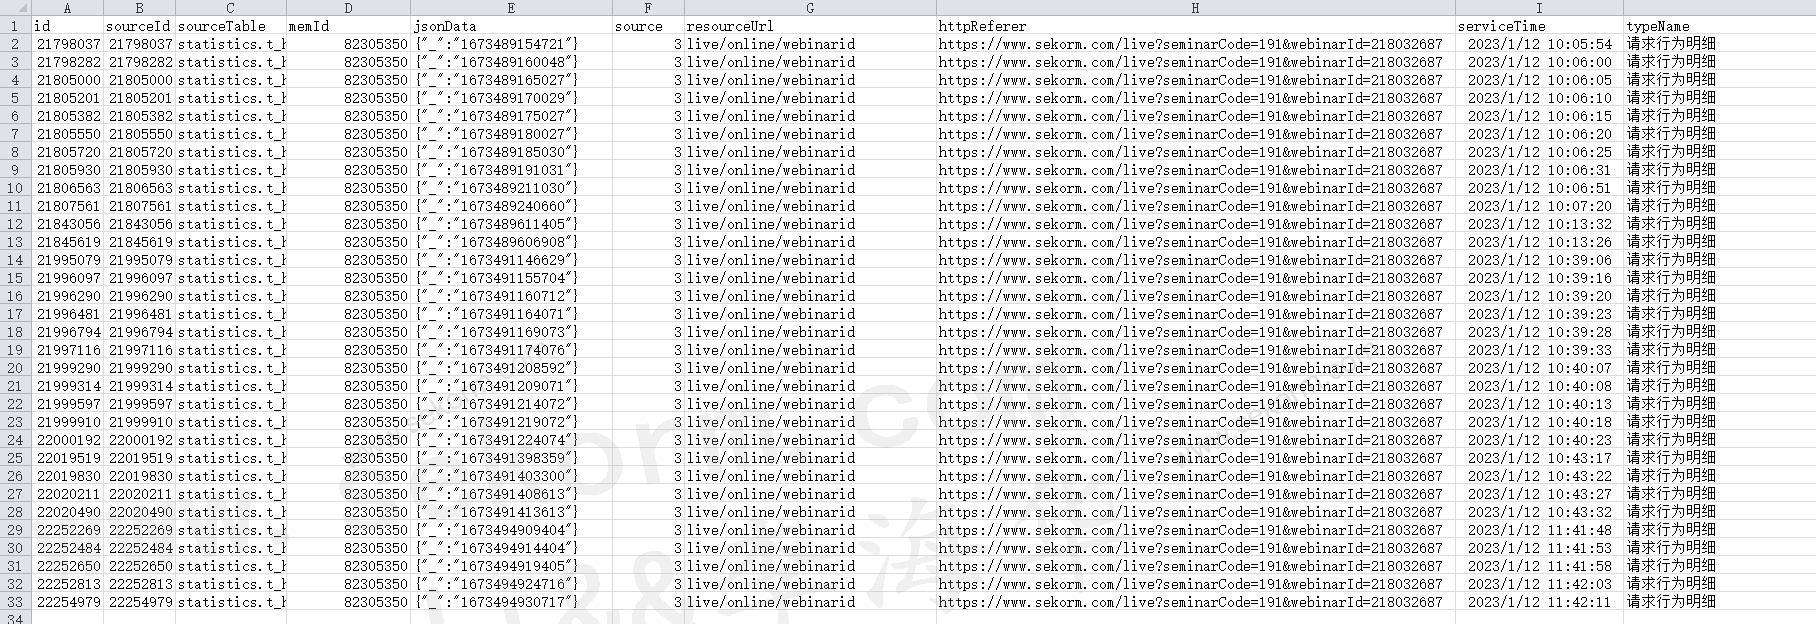 A B C D E F G H I
1 id sourceId sourceTable memId jsonData source resourceUrl httpReferer serviceTime typeName
2 21798037 21798037 statistics.t_h 82305350 {"_":"1673489154721"} 3 live/online/webinarid https://www.sekorm.com/live?seminarCode=191&webinarId=218032687 2023/1/12 10:05:54 请求行为明细
3 21798282 21798282 statistics.t_h 82305350 {"_":"1673489160048"} 3 live/online/webinarid https://www.sekorm.com/live?seminarCode=191&webinarId=218032687 2023/1/12 10:06:00 请求行为明细
4 21805000 21805000 statistics.t_h 82305350 {"_":"1673489165027"} 3 live/online/webinarid https://www.sekorm.com/live?seminarCode=191&webinarId=218032687 2023/1/12 10:06:05 请求行为明细
5 21805201 21805201 statistics.t_h 82305350 {"_":"1673489170029"} 3 live/online/webinarid https://www.sekorm.com/live?seminarCode=191&webinarId=218032687 2023/1/12 10:06:10 请求行为明细
6 21805382 21805382 statistics.t_h 82305350 {"_":"1673489175027"} 3 live/online/webinarid https://www.sekorm.com/live?seminarCode=191&webinarId=218032687 2023/1/12 10:06:15 请求行为明细
7 21805550 21805550 statistics.t_h 82305350 {"_":"1673489180027"} 3 live/online/webinarid https://www.sekorm.com/live?seminarCode=191&webinarId=218032687 2023/1/12 10:06:20 请求行为明细
8 21805720 21805720 statistics.t_h 82305350 {"_":"1673489185030"} 3 live/online/webinarid https://www.sekorm.com/live?seminarCode=191&webinarId=218032687 2023/1/12 10:06:25 请求行为明细
9 21805930 21805930 statistics.t_h 82305350 {"_":"1673489191031"} 3 live/online/webinarid https://www.sekorm.com/live?seminarCode=191&webinarId=218032687 2023/1/12 10:06:31 请求行为明细
10 21806563 21806563 statistics.t_h 82305350 {"_":"1673489211030"} 3 live/online/webinarid https://www.sekorm.com/live?seminarCode=191&webinarId=218032687 2023/1/12 10:06:51 请求行为明细
11 21807561 21807561 statistics.t_h 82305350 {"_":"1673489240660"} 3 live/online/webinarid https://www.sekorm.com/live?seminarCode=191&webinarId=218032687 2023/1/12 10:07:20 请求行为明细
12 21843056 21843056 statistics.t_h 82305350 {"_":"1673489611405"} 3 live/online/webinarid https://www.sekorm.com/live?seminarCode=191&webinarId=218032687 2023/1/12 10:13:32 请求行为明细
13 21845619 21845619 statistics.t_h 82305350 {"_":"1673489606908"} 3 live/online/webinarid https://www.sekorm.com/live?seminarCode=191&webinarId=218032687 2023/1/12 10:13:26 请求行为明细
14 21995079 21995079 statistics.t_h 82305350 {"_":"1673491146629"} 3 live/online/webinarid https://www.sekorm.com/live?seminarCode=191&webinarId=218032687 2023/1/12 10:39:06 请求行为明细
15 21996097 21996097 statistics.t_h 82305350 {"_":"1673491155704"} 3 live/online/webinarid https://www.sekorm.com/live?seminarCode=191&webinarId=218032687 2023/1/12 10:39:16 请求行为明细
16 21996290 21996290 statistics.t_h 82305350 {"_":"1673491160712"} 3 live/online/webinarid https://www.sekorm.com/live?seminarCode=191&webinarId=218032687 2023/1/12 10:39:20 请求行为明细
17 21996481 21996481 statistics.t_h 82305350 {"_":"1673491164071"} 3 live/online/webinarid https://www.sekorm.com/live?seminarCode=191&webinarId=218032687 2023/1/12 10:39:23 请求行为明细
18 21996794 21996794 statistics.t_h 82305350 {"_":"1673491169073"} 3 live/online/webinarid https://www.sekorm.com/live?seminarCode=191&webinarId=218032687 2023/1/12 10:39:28 请求行为明细
19 21997116 21997116 statistics.t_h 82305350 {"_":"1673491174076"} 3 live/online/webinarid https://www.sekorm.com/live?seminarCode=191&webinarId=218032687 2023/1/12 10:39:33 请求行为明细
20 21999290 21999290 statistics.t_h 82305350 {"_":"1673491208592"} 3 live/online/webinarid https://www.sekorm.com/live?seminarCode=191&webinarId=218032687 2023/1/12 10:40:07 请求行为明细
21 21999314 21999314 statistics.t_h 82305350 {"_":"1673491209071"} 3 live/online/webinarid https://www.sekorm.com/live?seminarCode=191&webinarId=218032687 2023/1/12 10:40:08 请求行为明细
22 21999597 21999597 statistics.t_h 82305350 {"_":"1673491214072"} 3 live/online/webinarid https://www.sekorm.com/live?seminarCode=191&webinarId=218032687 2023/1/12 10:40:13 请求行为明细
23 21999910 21999910 statistics.t_h 82305350 {"_":"1673491219072"} 3 live/online/webinarid https://www.sekorm.com/live?seminarCode=191&webinarId=218032687 2023/1/12 10:40:18 请求行为明细
24 22000192 22000192 statistics.t_h 82305350 {"_":"1673491224074"} 3 live/online/webinarid https://www.sekorm.com/live?seminarCode=191&webinarId=218032687 2023/1/12 10:40:23 请求行为明细
25 22019519 22019519 statistics.t_h 82305350 {"_":"1673491398359"} 3 live/online/webinarid https://www.sekorm.com/live?seminarCode=191&webinarId=218032687 2023/1/12 10:43:17 请求行为明细
26 22019830 22019830 statistics.t_h 82305350 {"_":"1673491403300"} 3 live/online/webinarid https://www.sekorm.com/live?seminarCode=191&webinarId=218032687 2023/1/12 10:43:22 请求行为明细
27 22020211 22020211 statistics.t_h 82305350 {"_":"1673491408613"} 3 live/online/webinarid https://www.sekorm.com/live?seminarCode=191&webinarId=218032687 2023/1/12 10:43:27 请求行为明细
28 22020490 22020490 statistics.t_h 82305350 {"_":"1673491413613"} 3 live/online/webinarid https://www.sekorm.com/live?seminarCode=191&webinarId=218032687 2023/1/12 10:43:32 请求行为明细
29 22252269 22252269 statistics.t_h 82305350 {"_":"1673494909404"} 3 live/online/webinarid https://www.sekorm.com/live?seminarCode=191&webinarId=218032687 2023/1/12 11:41:48 请求行为明细
30 22252484 22252484 statistics.t_h 82305350 {"_":"1673494914404"} 3 live/online/webinarid https://www.sekorm.com/live?seminarCode=191&webinarId=218032687 2023/1/12 11:41:53 请求行为明细
31 22252650 22252650 statistics.t_h 82305350 {"_":"1673494919405"} 3 live/online/webinarid https://www.sekorm.com/live?seminarCode=191&webinarId=218032687 2023/1/12 11:41:58 请求行为明细
32 22252813 22252813 statistics.t_h 82305350 {"_":"1673494924716"} 3 live/online/webinarid https://www.sekorm.com/live?seminarCode=191&webinarId=218032687 2023/1/12 11:42:03 请求行为明细
33 22254979 22254979 statistics.t_h 82305350 {"_":"1673494930717"} 3 live/online/webinarid https://www.sekorm.com/live?seminarCode=191&webinarId=218032687 2023/1/12 11:42:11 请求行为明细
34